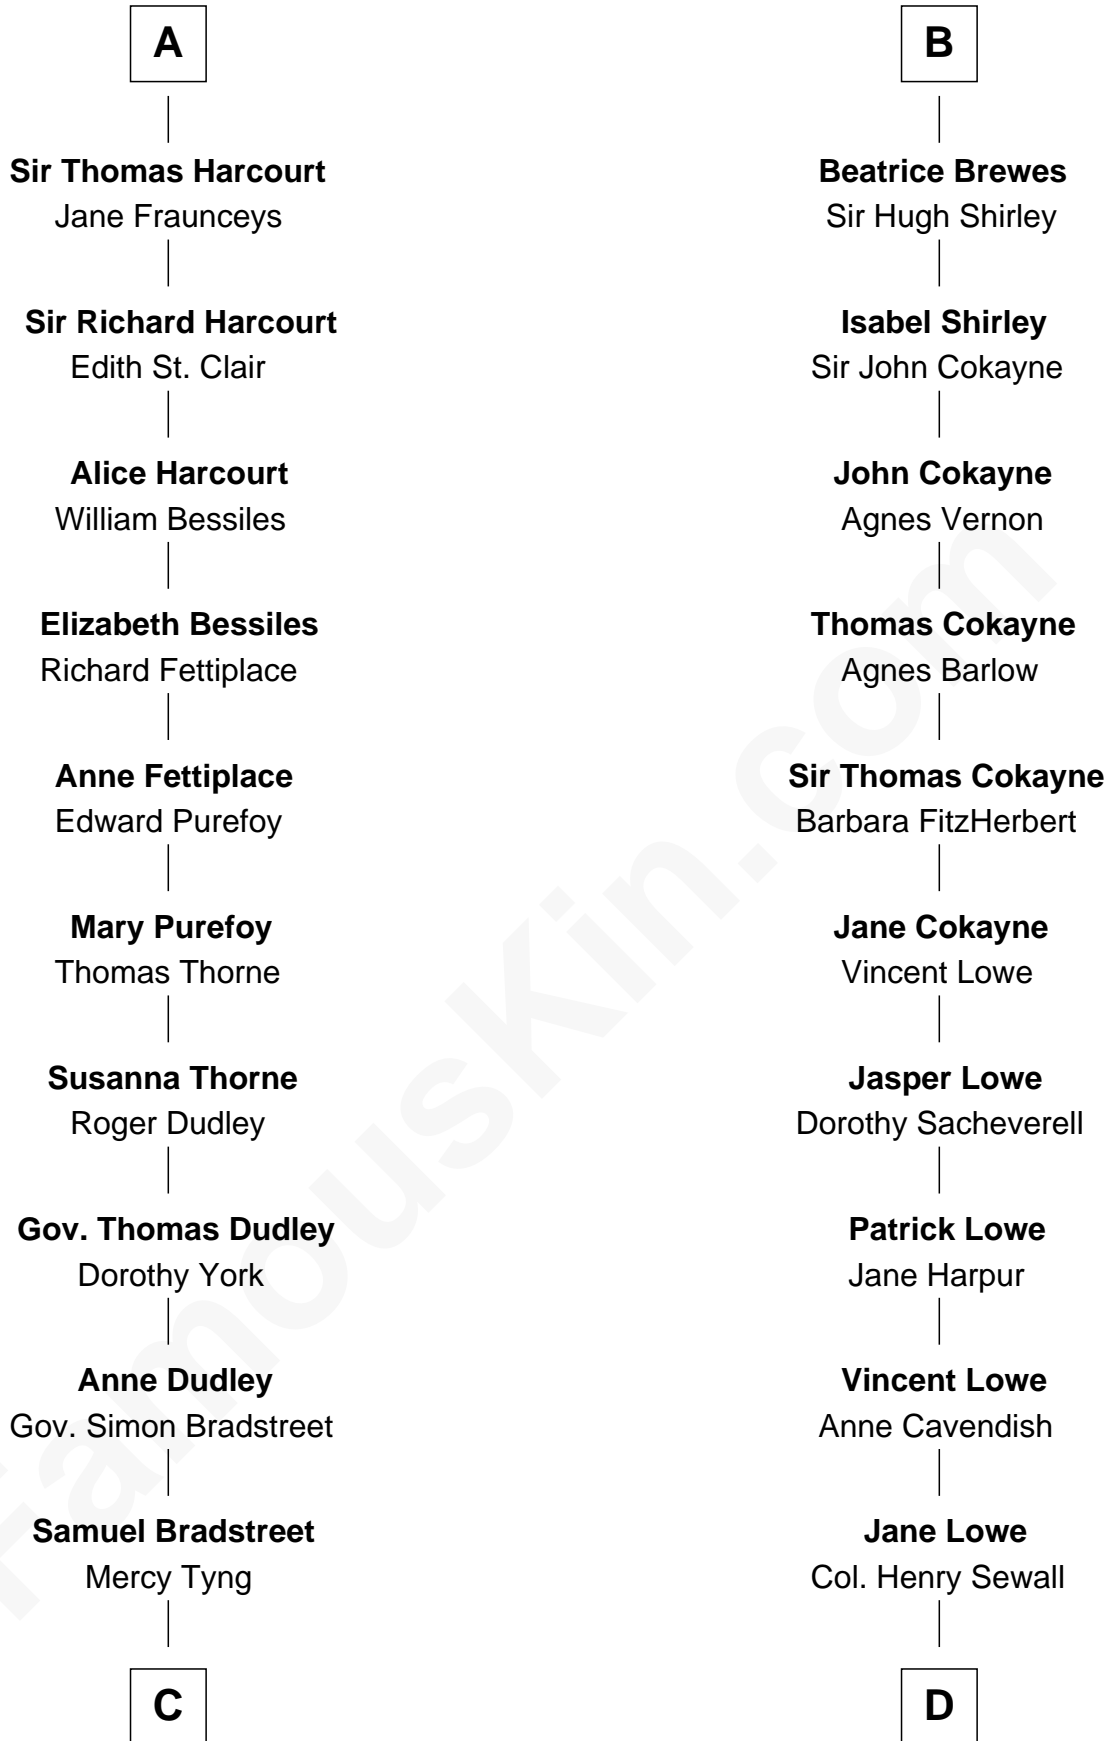 A
Sir Thomas Harcourt
Jane Fraunceys
Sir Richard Harcourt
Edith St. Clair
Alice Harcourt
William Bessiles
Elizabeth Bessiles
Richard Fettiplace
Anne Fettiplace
Edward Purefoy
Mary Purefoy
Thomas Thorne
Susanna Thorne
Roger Dudley
Gov. Thomas Dudley
Dorothy York
Anne Dudley
Gov. Simon Bradstreet
Samuel Bradstreet
Mercy Tyng
C
B
Beatrice Brewes
Sir Hugh Shirley
Isabel Shirley
Sir John Cokayne
John Cokayne
Agnes Vernon
Thomas Cokayne
Agnes Barlow
Sir Thomas Cokayne
Barbara FitzHerbert
Jane Cokayne
Vincent Lowe
Jasper Lowe
Dorothy Sacheverell
Patrick Lowe
Jane Harpur
Vincent Lowe
Anne Cavendish
Jane Lowe
Col. Henry Sewall
D
FamousKin.com